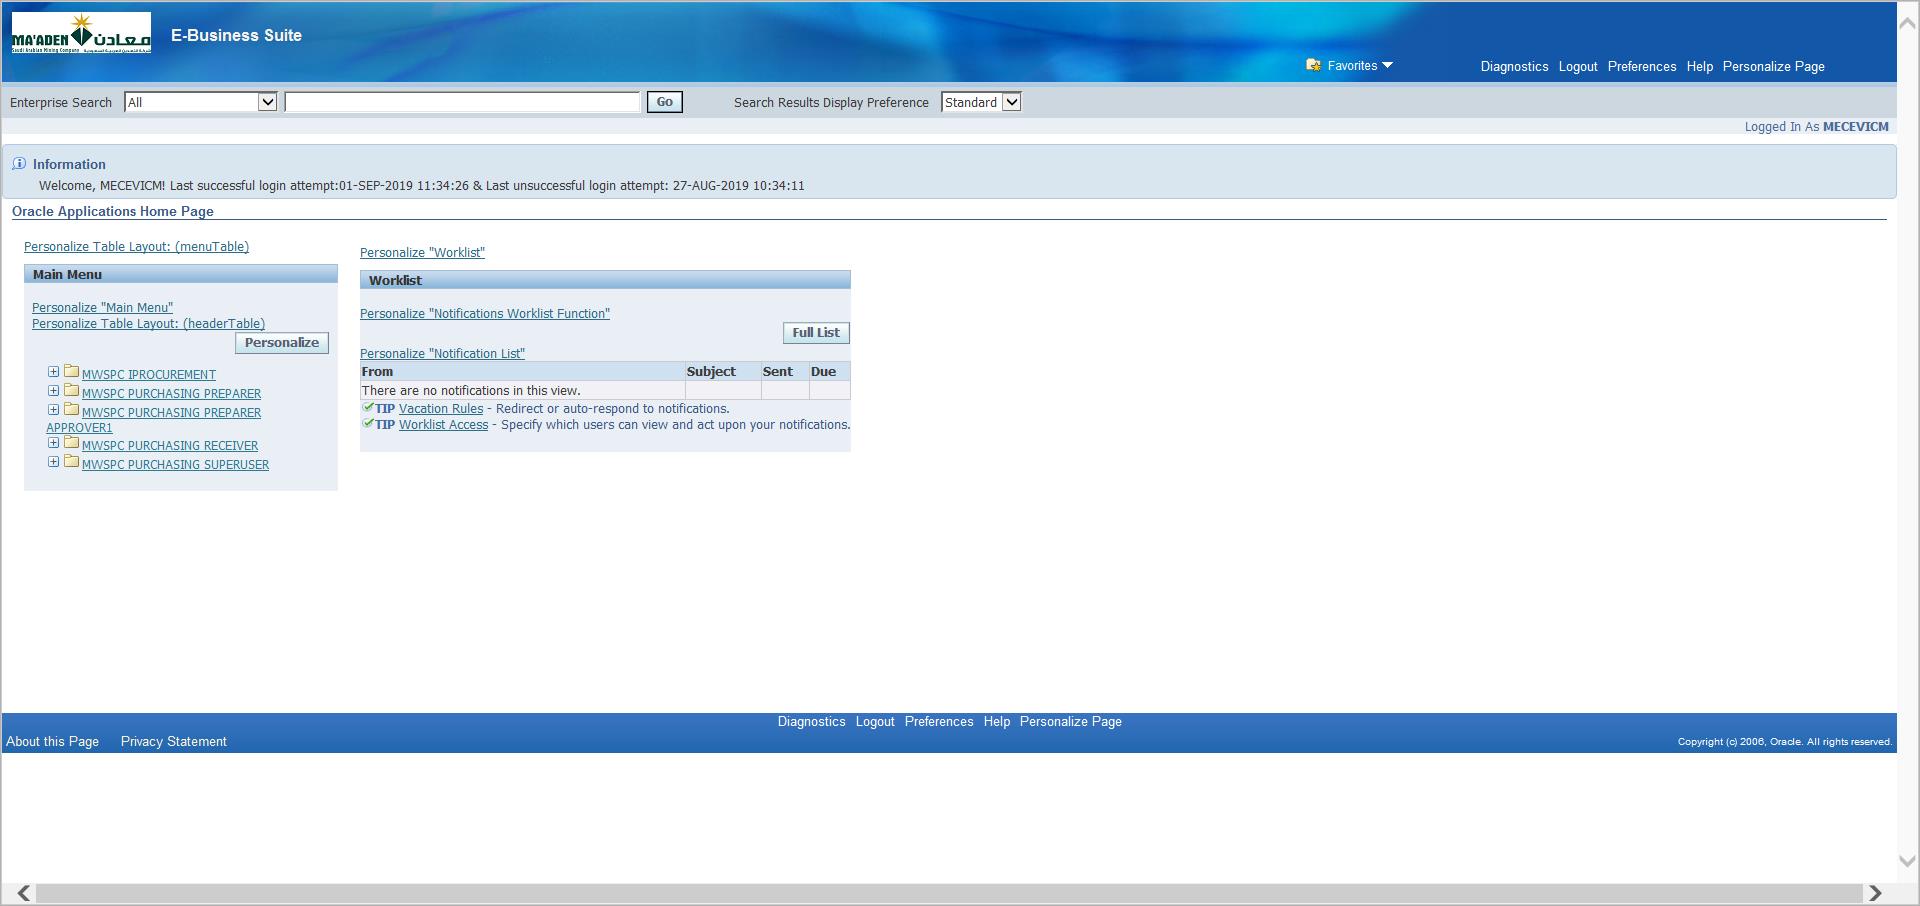 MA'ADEN معادن
Saudi Arabian Mining Company
E-Business Suite
Favorites
Diagnostics Logout Preferences Help Personalize Page
Enterprise Search All Go Search Results Display Preference Standard
Logged In As MECEVICM
Information
Welcome, MECEVICM! Last successful login attempt:01-SEP-2019 11:34:26 & Last unsuccessful login attempt: 27-AUG-2019 10:34:11
Oracle Applications Home Page
Personalize Table Layout: (menuTable)
Main Menu
Personalize "Main Menu"
Personalize Table Layout: (headerTable)
Personalize
MWSPC IPROCUREMENT
MWSPC PURCHASING PREPARER
MWSPC PURCHASING PREPARER
APPROVER1
MWSPC PURCHASING RECEIVER
MWSPC PURCHASING SUPERUSER
Personalize "Worklist"
Worklist
Personalize "Notifications Worklist Function"
Full List
Personalize "Notification List"
From Subject Sent Due
There are no notifications in this view.
TIP Vacation Rules - Redirect or auto-respond to notifications.
TIP Worklist Access - Specify which users can view and act upon your notifications.
Diagnostics Logout Preferences Help Personalize Page
About this Page Privacy Statement
Copyright (c) 2006, Oracle. All rights reserved.